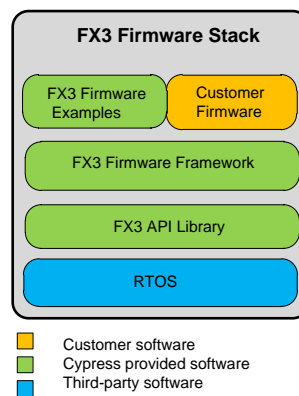 FX3 Firmware Stack
FX3 Firmware
Examples
Customer
Firmware
FX3 Firmware Framework
FX3 API Library
RTOS
Customer software
Cypress provided software
Third-party software